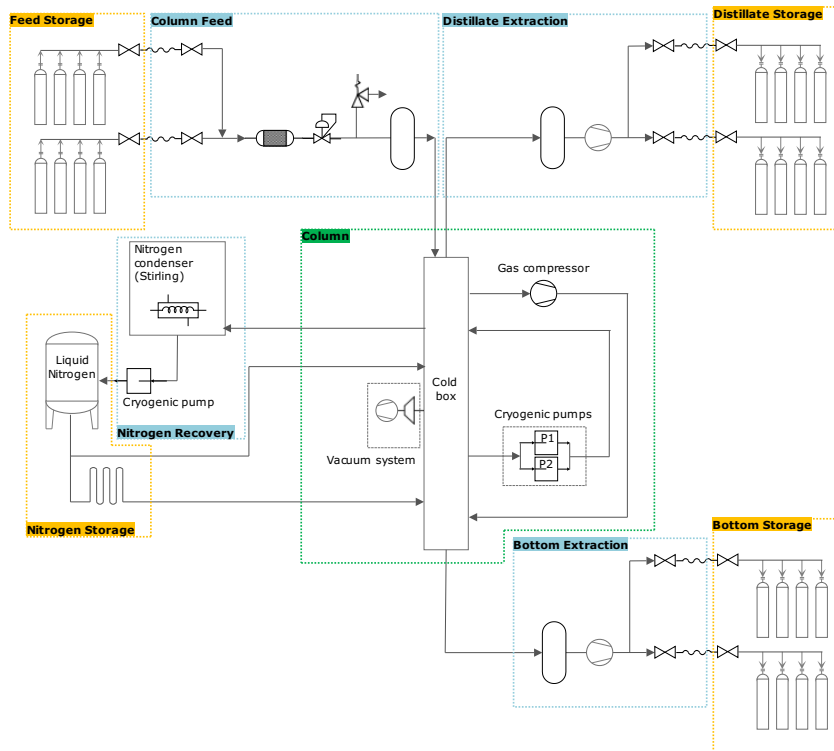 Feed Storage
Column Feed
Distillate Extraction
Distillate Storage
Column
Nitrogen
condenser
(Stirling)
Gas compressor
Liquid
Nitrogen
Cold
box
Cryogenic pump
Cryogenic pumps
P1
P2
Nitrogen Recovery
Vacuum system
Nitrogen Storage
Bottom Extraction
Bottom Storage